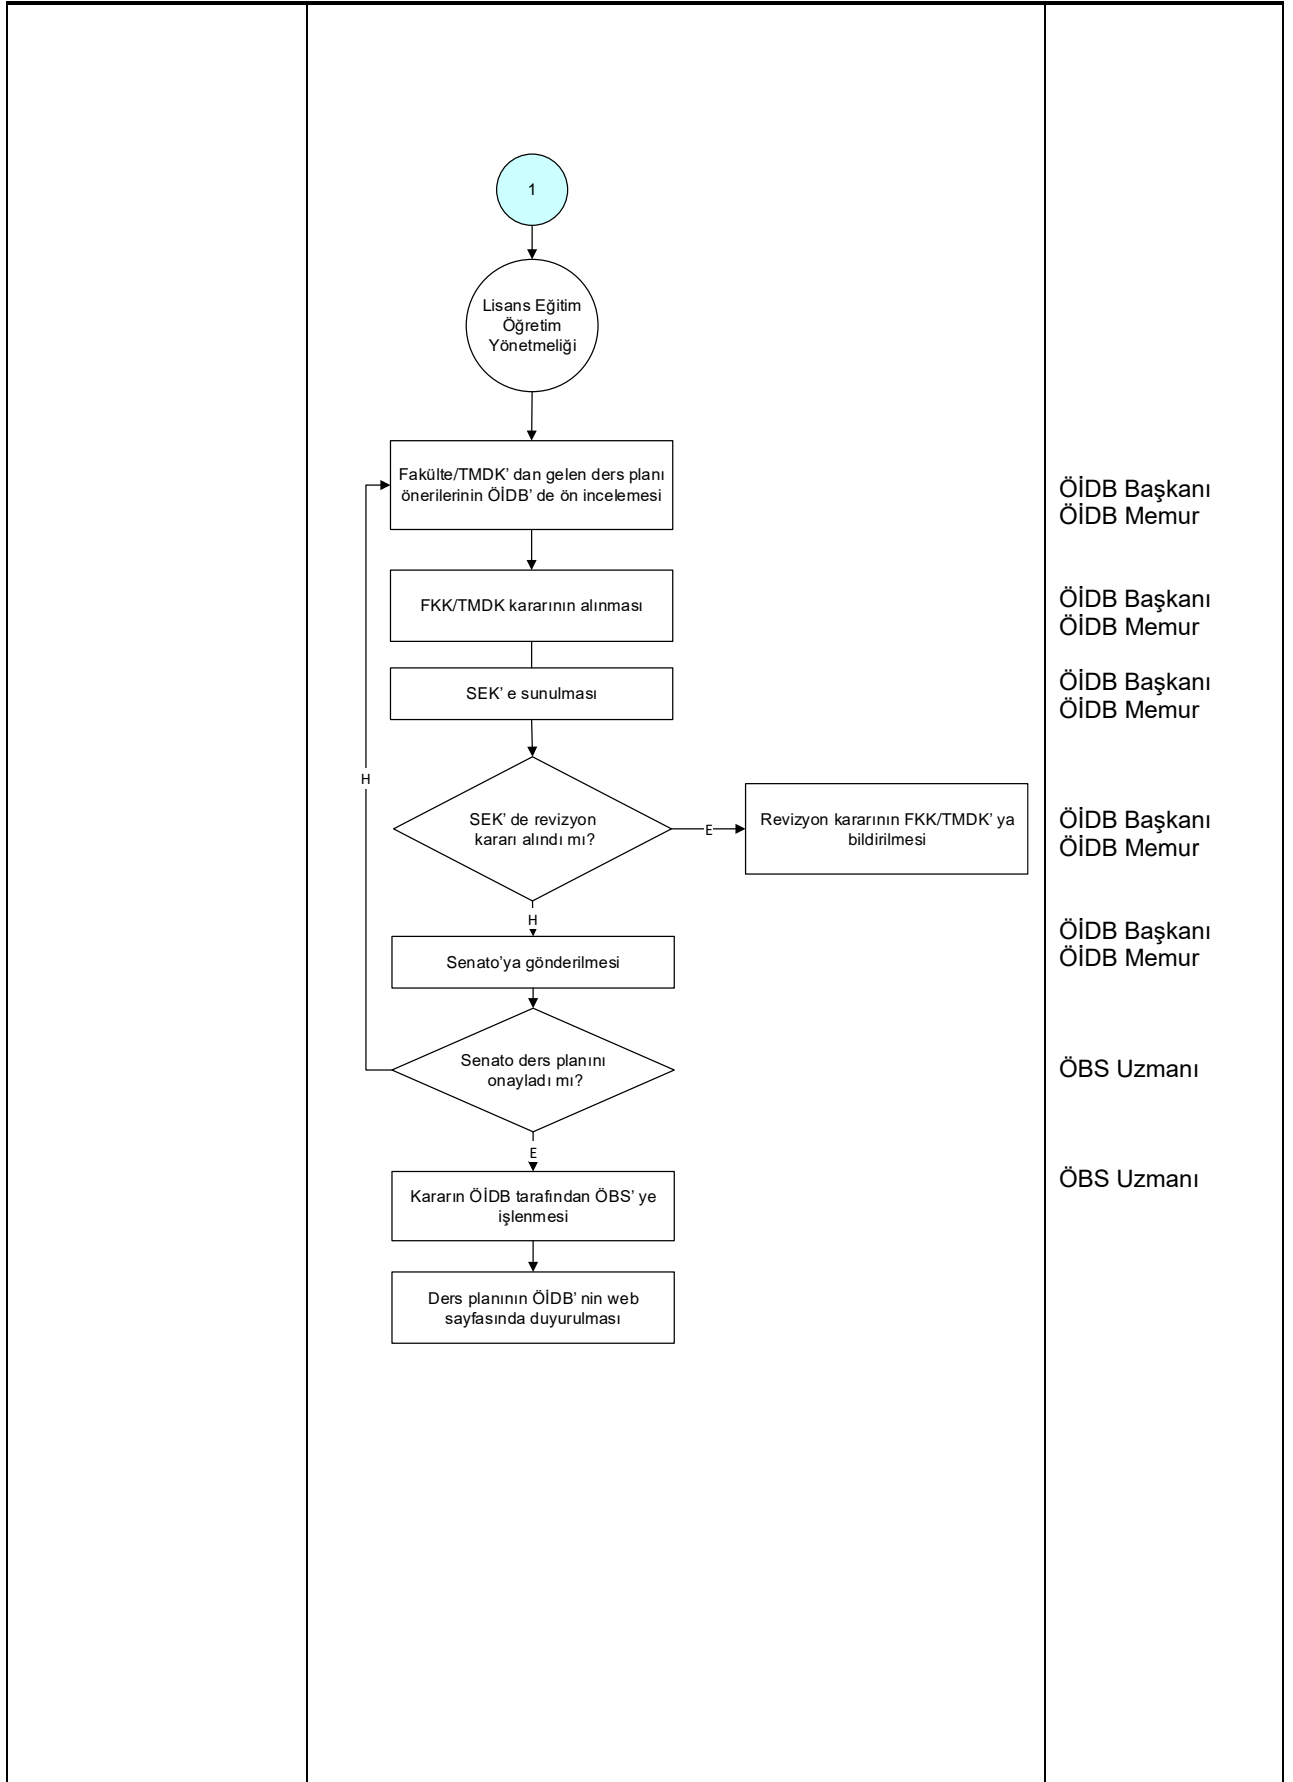 1
Lisans Eğitim
Öğretim
Yönetmeliği
Fakülte/TMDK' dan gelen ders planı
önerilerinin ÖİDB' de ön incelemesi
ÖİDB Başkanı
ÖİDB Memur
FKK/TMDK kararının alınması
ÖİDB Başkanı
ÖİDB Memur
SEK' e sunulması
ÖİDB Başkanı
ÖİDB Memur
H
SEK' de revizyon
kararı alındı mı?
E
Revizyon kararının FKK/TMDK' ya
bildirilmesi
ÖİDB Başkanı
ÖİDB Memur
H
Senato’ya gönderilmesi
ÖİDB Başkanı
ÖİDB Memur
Senato ders planını
onayladı mı?
ÖBS Uzmanı
E
Kararın ÖİDB tarafından ÖBS' ye
işlenmesi
ÖBS Uzmanı
Ders planının ÖİDB' nin web
sayfasında duyurulması